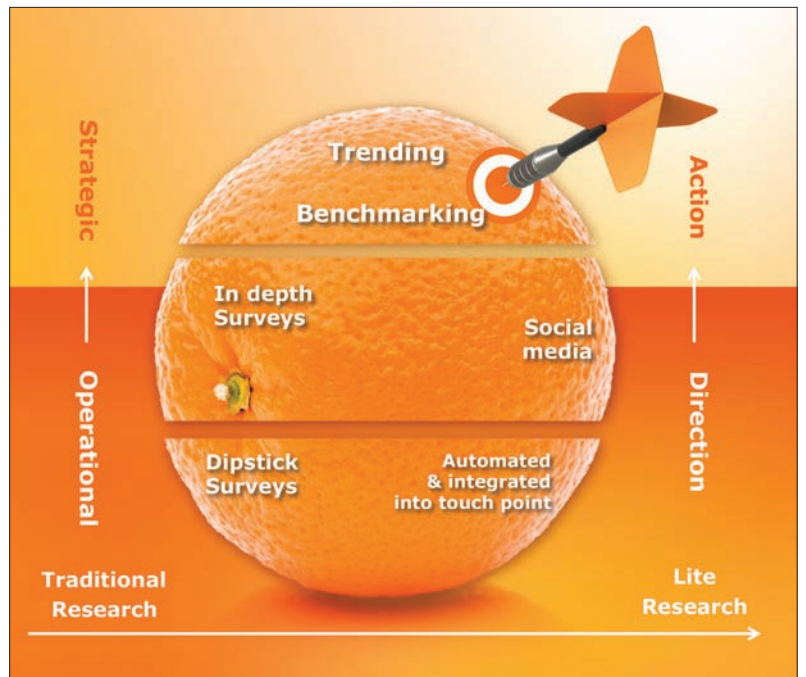 Strategic
Operational
Trending
Benchmarking
In depth
Surveys
Social
media
Dipstick
Surveys
Automated
& integrated
into touch point
Action
Direction
Traditional
Research
Lite
Research